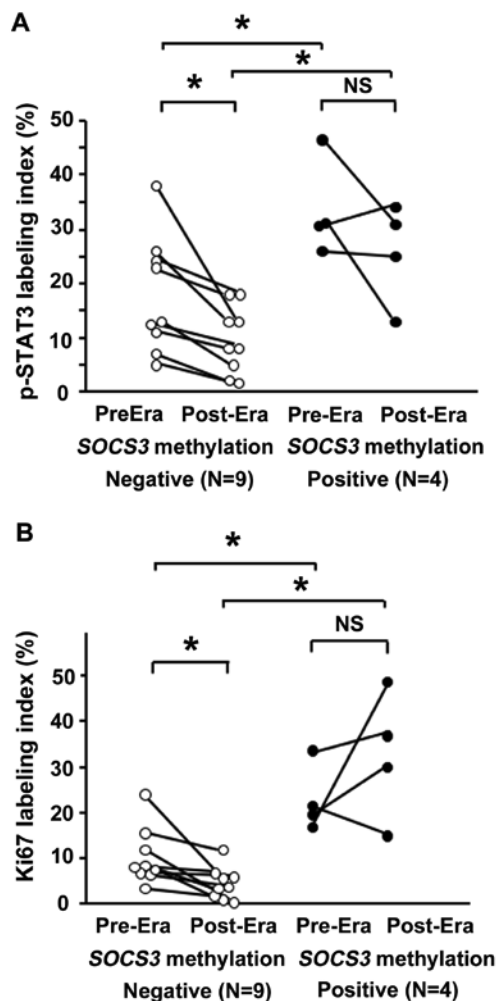 A
*
*
*
NS
p-STAT3 labeling index (%)
50
40
30
20
10
0
PreEra Post-Era Pre-Era Post-Era
SOCS3 methylation SOCS3 methylation
Negative (N=9) Positive (N=4)
B
*
*
*
NS
Ki67 labeling index (%)
50
40
30
20
10
0
Pre-Era Post-Era Pre-Era Post-Era
SOCS3 methylation SOCS3 methylation
Negative (N=9) Positive (N=4)